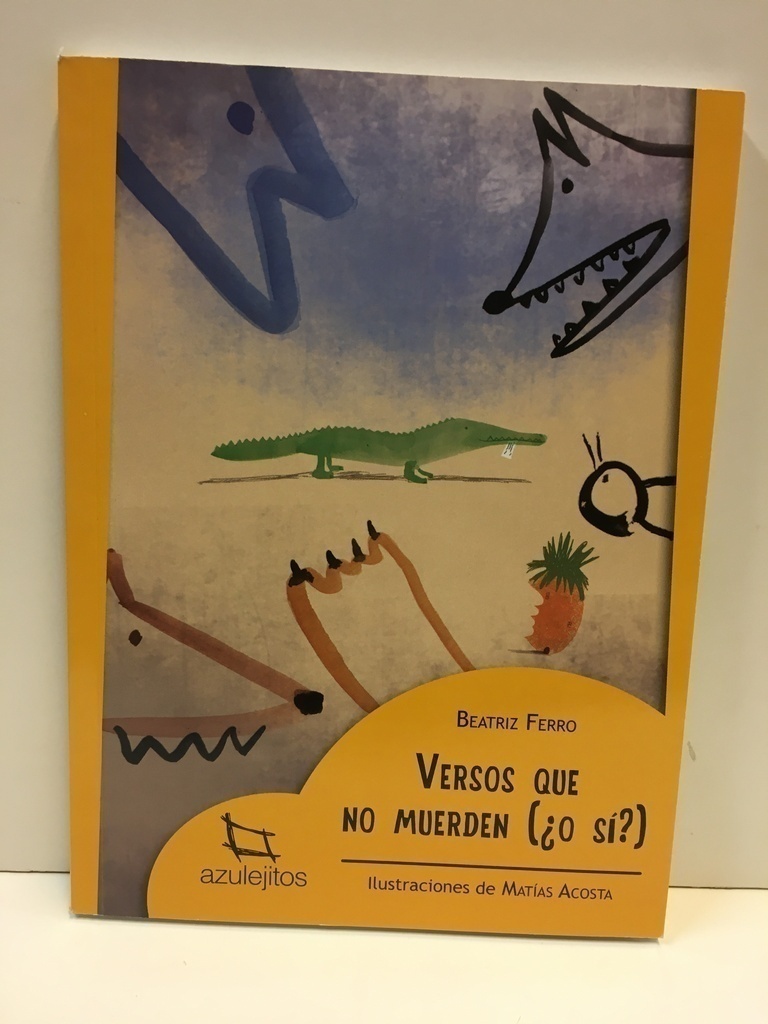 BEATRIZ FERRO
VERSOS QUE
NO MUERDEN (¿O SÍ?)
azulejitos
Ilustraciones de MATÍAS ACOSTA